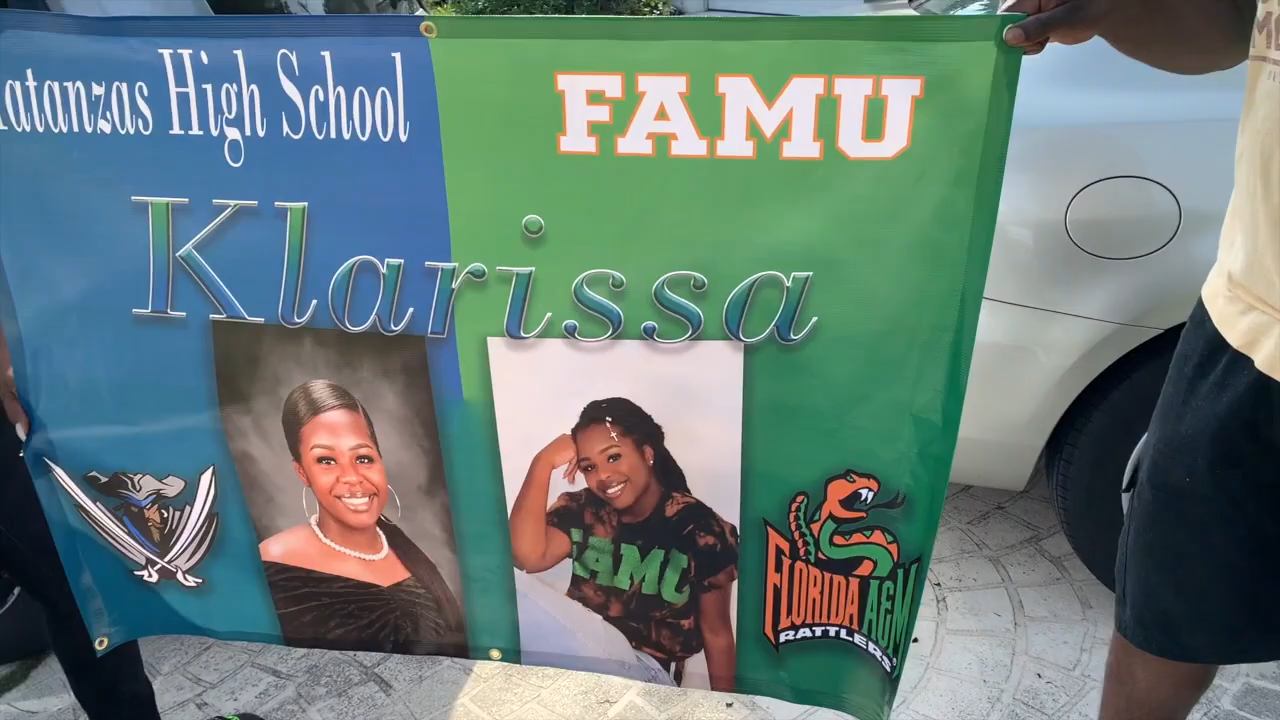 atanzas High School
FAMU
Klarissa
FAMU
FLORIDA A&M
RATTLERS